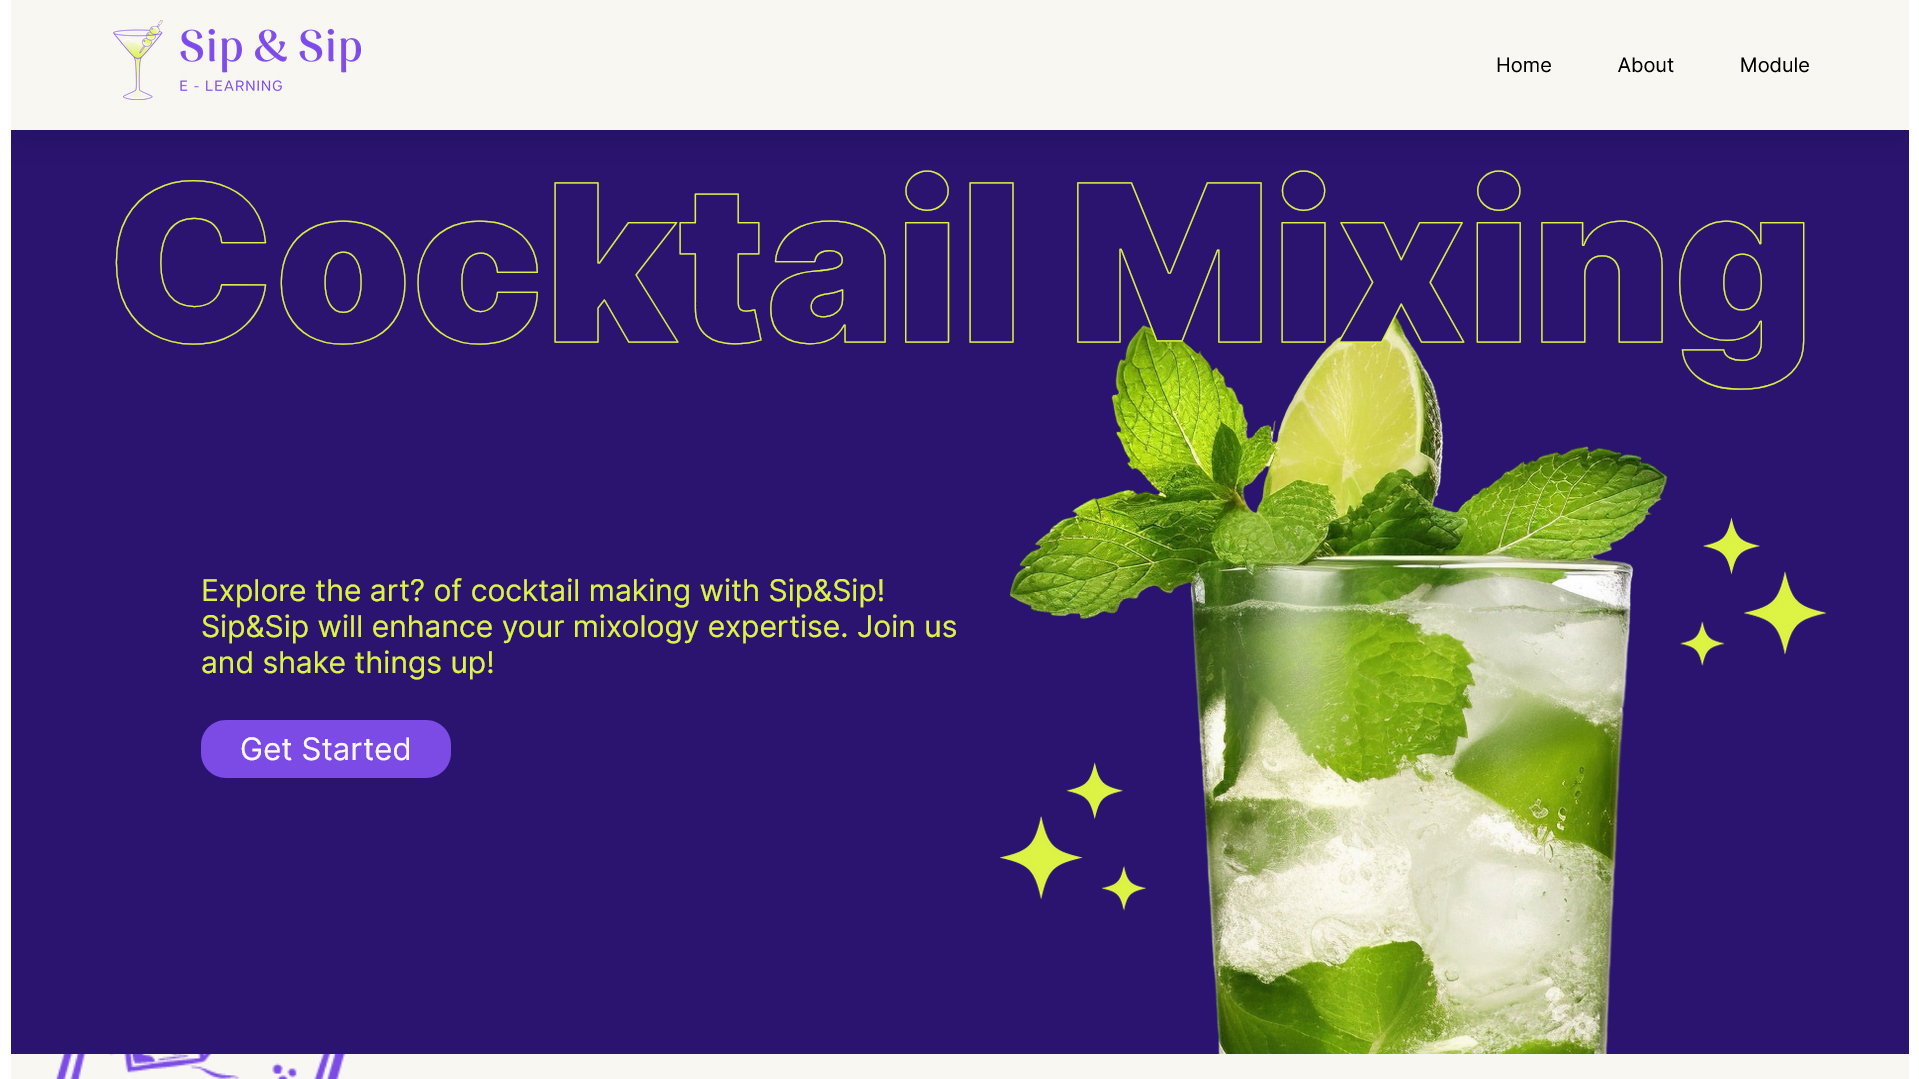 Sip & Sip
E - LEARNING
Home
About
Module
Cocktail Mixing
Explore the art? of cocktail making with Sip&Sip!
Sip&Sip will enhance your mixology expertise. Join us
and shake things up!
Get Started